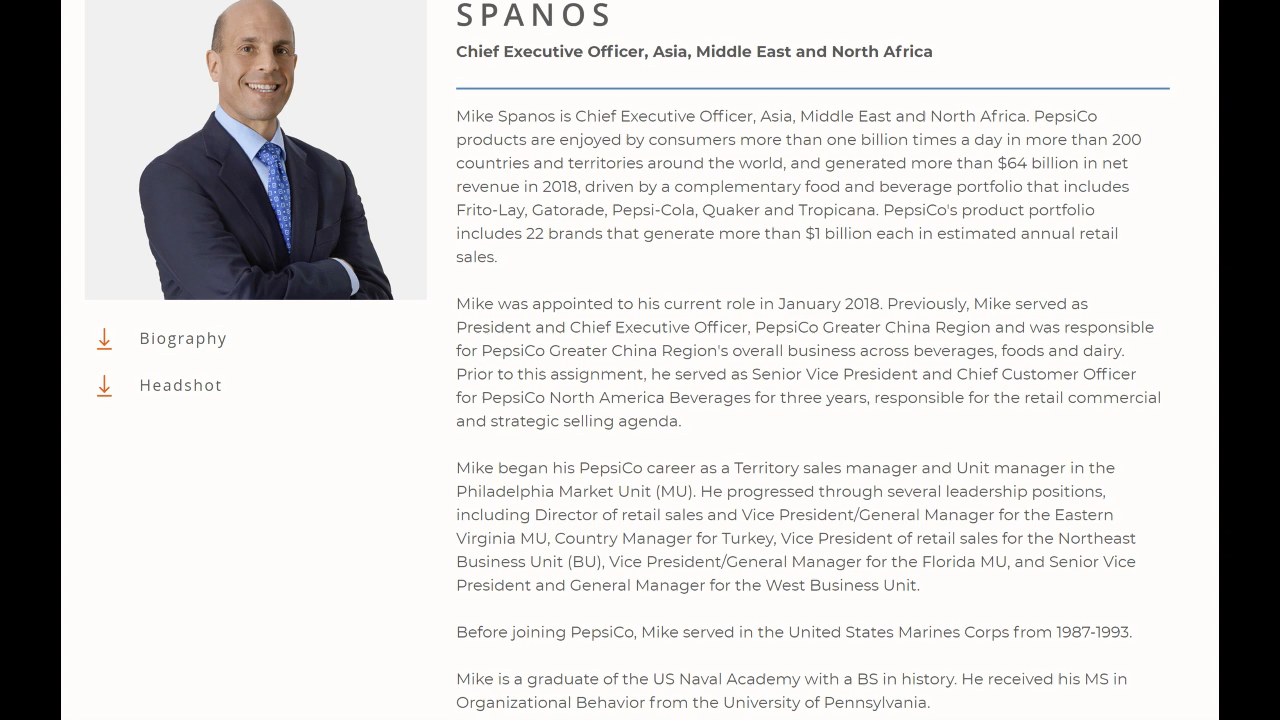 SPANOS
Chief Executive Officer, Asia, Middle East and North Africa
Mike Spanos is Chief Executive Officer, Asia, Middle East and North Africa. PepsiCo
products are enjoyed by consumers more than one billion times a day in more than 200
countries and territories around the world, and generated more than $64 billion in net
revenue in 2018, driven by a complementary food and beverage portfolio that includes
Frito-Lay, Gatorade, Pepsi-Cola, Quaker and Tropicana. PepsiCo's product portfolio
includes 22 brands that generate more than $1 billion each in estimated annual retail
sales.
Mike was appointed to his current role in January 2018. Previously, Mike served as
President and Chief Executive Officer, PepsiCo Greater China Region and was responsible
for PepsiCo Greater China Region's overall business across beverages, foods and dairy.
Prior to this assignment, he served as Senior Vice President and Chief Customer Officer
for PepsiCo North America Beverages for three years, responsible for the retail commercial
and strategic selling agenda.
Mike began his PepsiCo career as a Territory sales manager and Unit manager in the
Philadelphia Market Unit (MU). He progressed through several leadership positions,
including Director of retail sales and Vice President/General Manager for the Eastern
Virginia MU, Country Manager for Turkey, Vice President of retail sales for the Northeast
Business Unit (BU), Vice President/General Manager for the Florida MU, and Senior Vice
President and General Manager for the West Business Unit.
Before joining PepsiCo, Mike served in the United States Marines Corps from 1987-1993.
Mike is a graduate of the US Naval Academy with a BS in history. He received his MS in
Organizational Behavior from the University of Pennsylvania.
Biography
Headshot